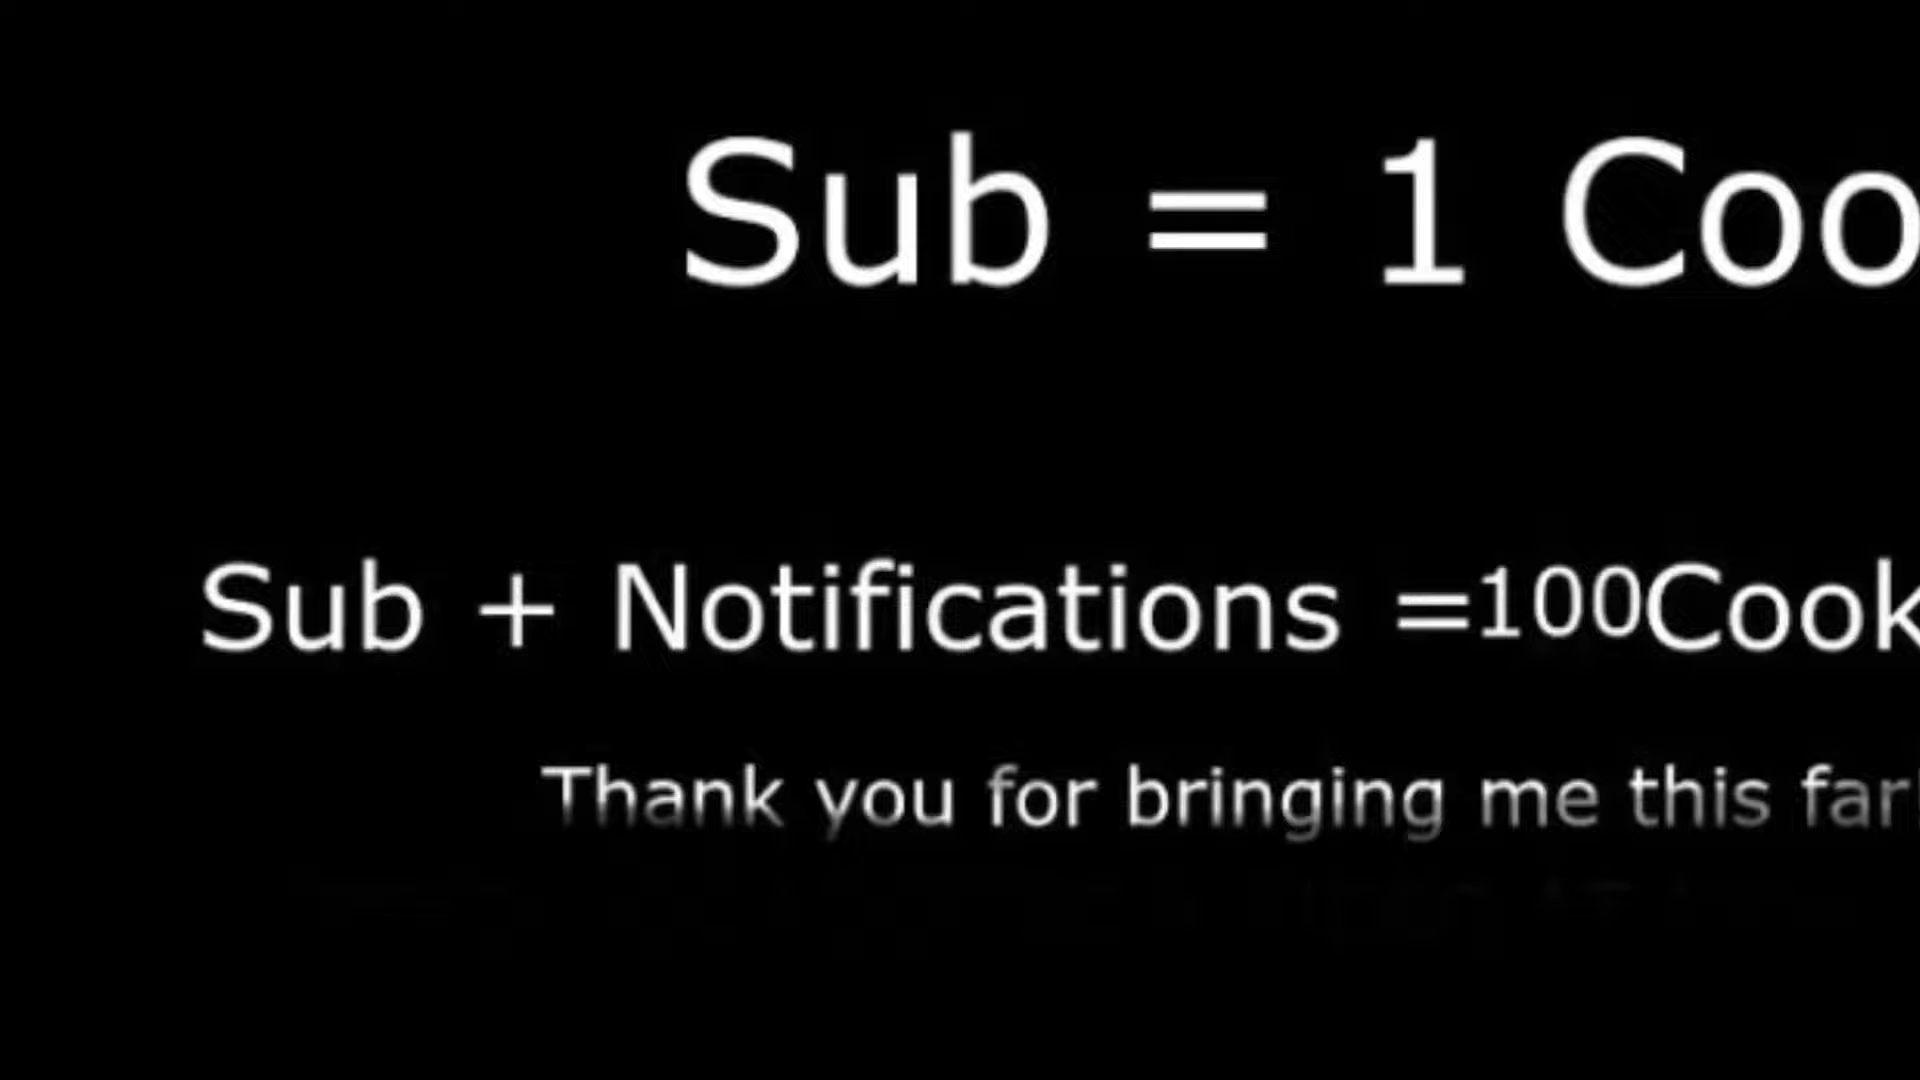 Sub = 1 Coo
Sub + Notifications =100Cook
Thank you for bringing me this far